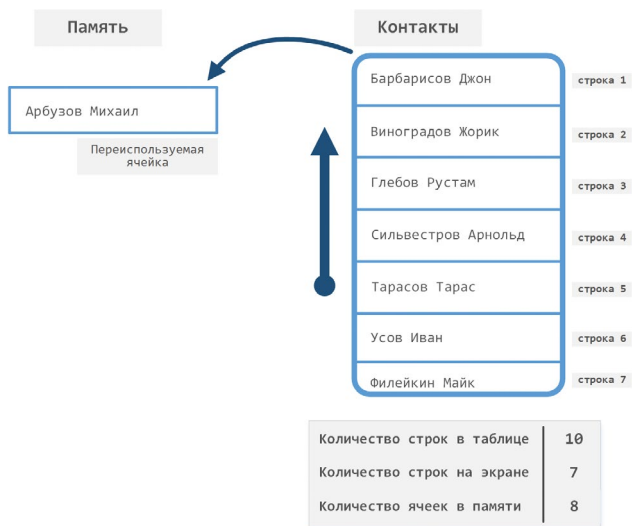 Память
Контакты
Арбузов Михаил
Переиспользуемая
ячейка
Барбарисов Джон
строка 1
Виноградов Жорик
строка 2
Глебов Рустам
строка 3
Сильвестров Арнольд
строка 4
Тарасов Тарас
строка 5
Усов Иван
строка 6
Филейкин Майк
строка 7
Количество строк в таблице 10
Количество строк на экране 7
Количество ячеек в памяти 8